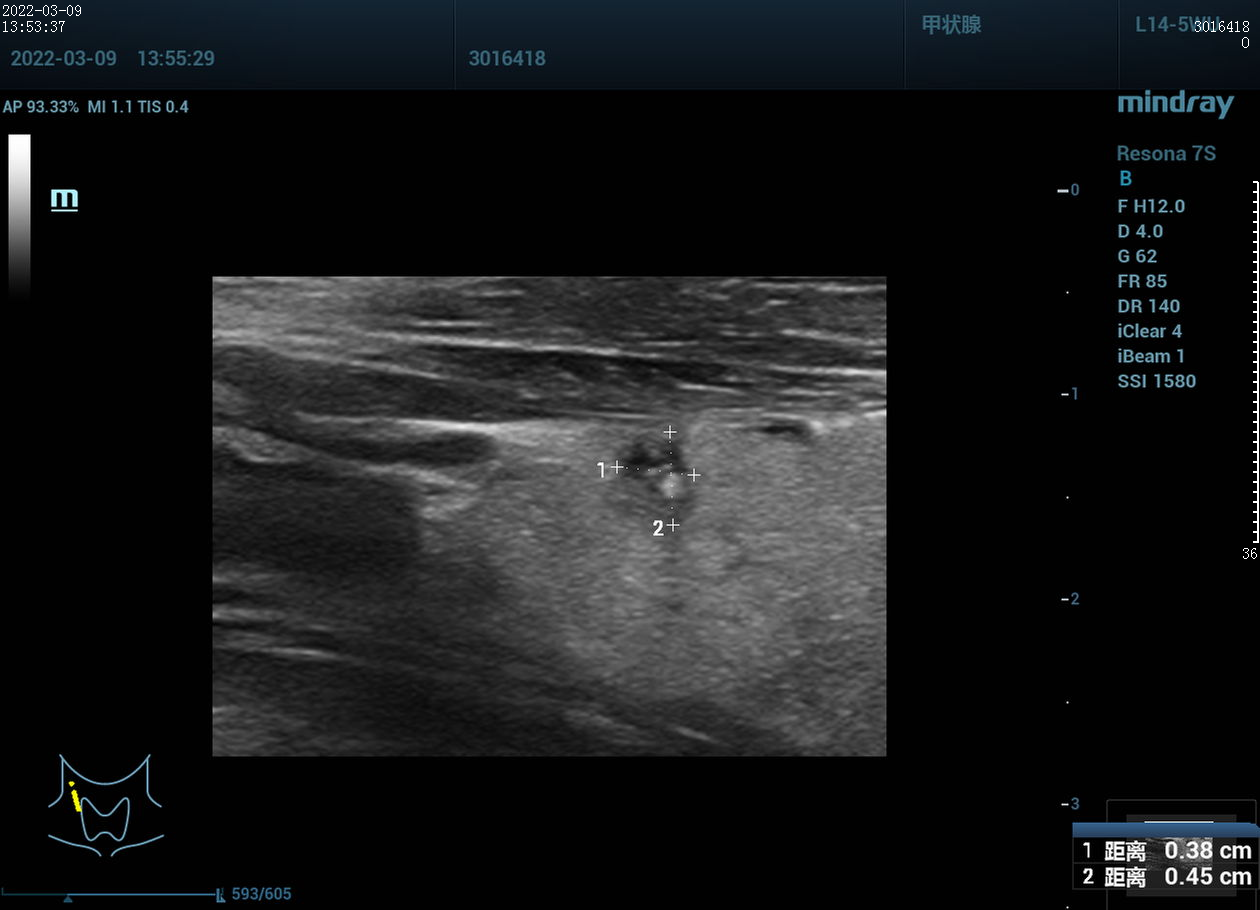 2022-03-09
13:53:37
甲状腺
3016418
0
2022-03-09 13:55:29
3016418
AP 93.33% MI 1.1 TIS 0.4
mindray
m
Resona 7S
B
F H12.0
D 4.0
G 62
FR 85
DR 140
iClear 4
iBeam 1
SSI 1580
0
1
2
3
36
1
2
1 距离 0.38 cm
2 距离 0.45 cm
593/605